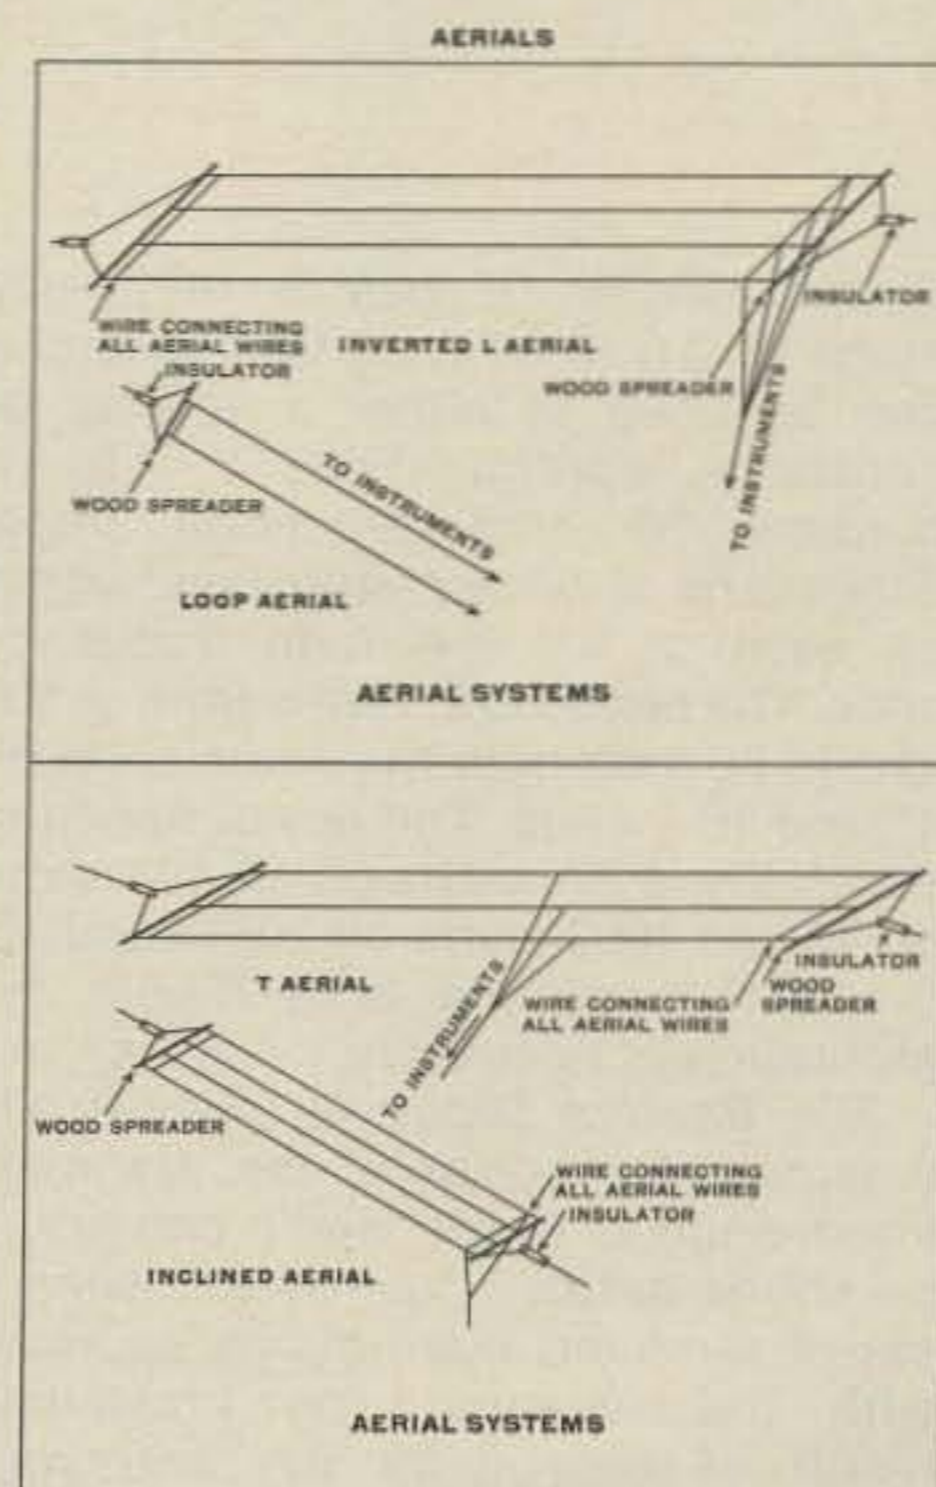 AERIALS
WIRE CONNECTING
ALL AERIAL WIRES
INVERTED L AERIAL
INSULATOR
WOOD SPREADER
TO INSTRUMENTS
INSULATOR
TO INSTRUMENTS
WOOD SPREADER
LOOP AERIAL
AERIAL SYSTEMS
T AERIAL
TO INSTRUMENTS
WIRE CONNECTING
ALL AERIAL WIRES
INSULATOR
WOOD
SPREADER
WOOD SPREADER
WIRE CONNECTING
ALL AERIAL WIRES
INSULATOR
INCLINED AERIAL
AERIAL SYSTEMS